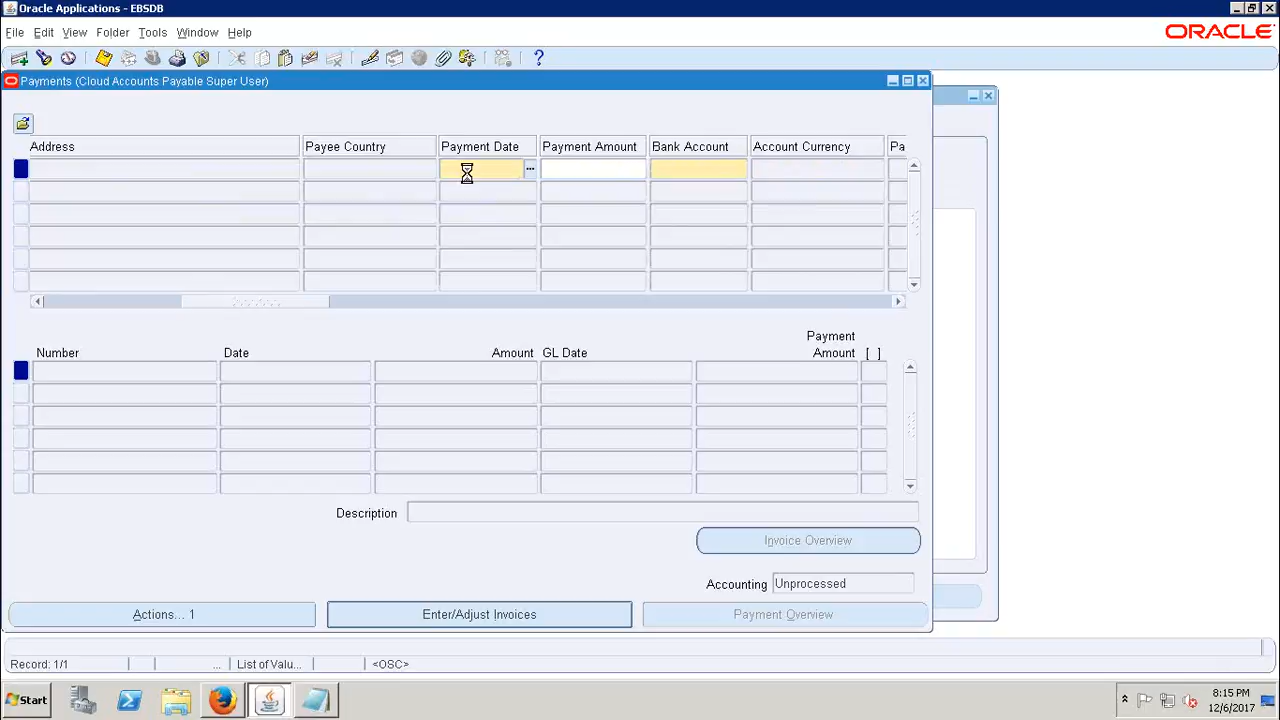 Oracle Applications - EBSDB
File Edit View Folder Tools Window Help
ORACLE
Payments (Cloud Accounts Payable Super User)
Address Payee Country Payment Date Payment Amount Bank Account Account Currency Pa
Payment
Number Date Amount GL Date Amount [ ]
Description
Invoice Overview
Accounting Unprocessed
Actions... 1 Enter/Adjust Invoices Payment Overview
Record: 1/1 ... List of Valu... <OSC>
Start 8:15 PM
12/6/2017